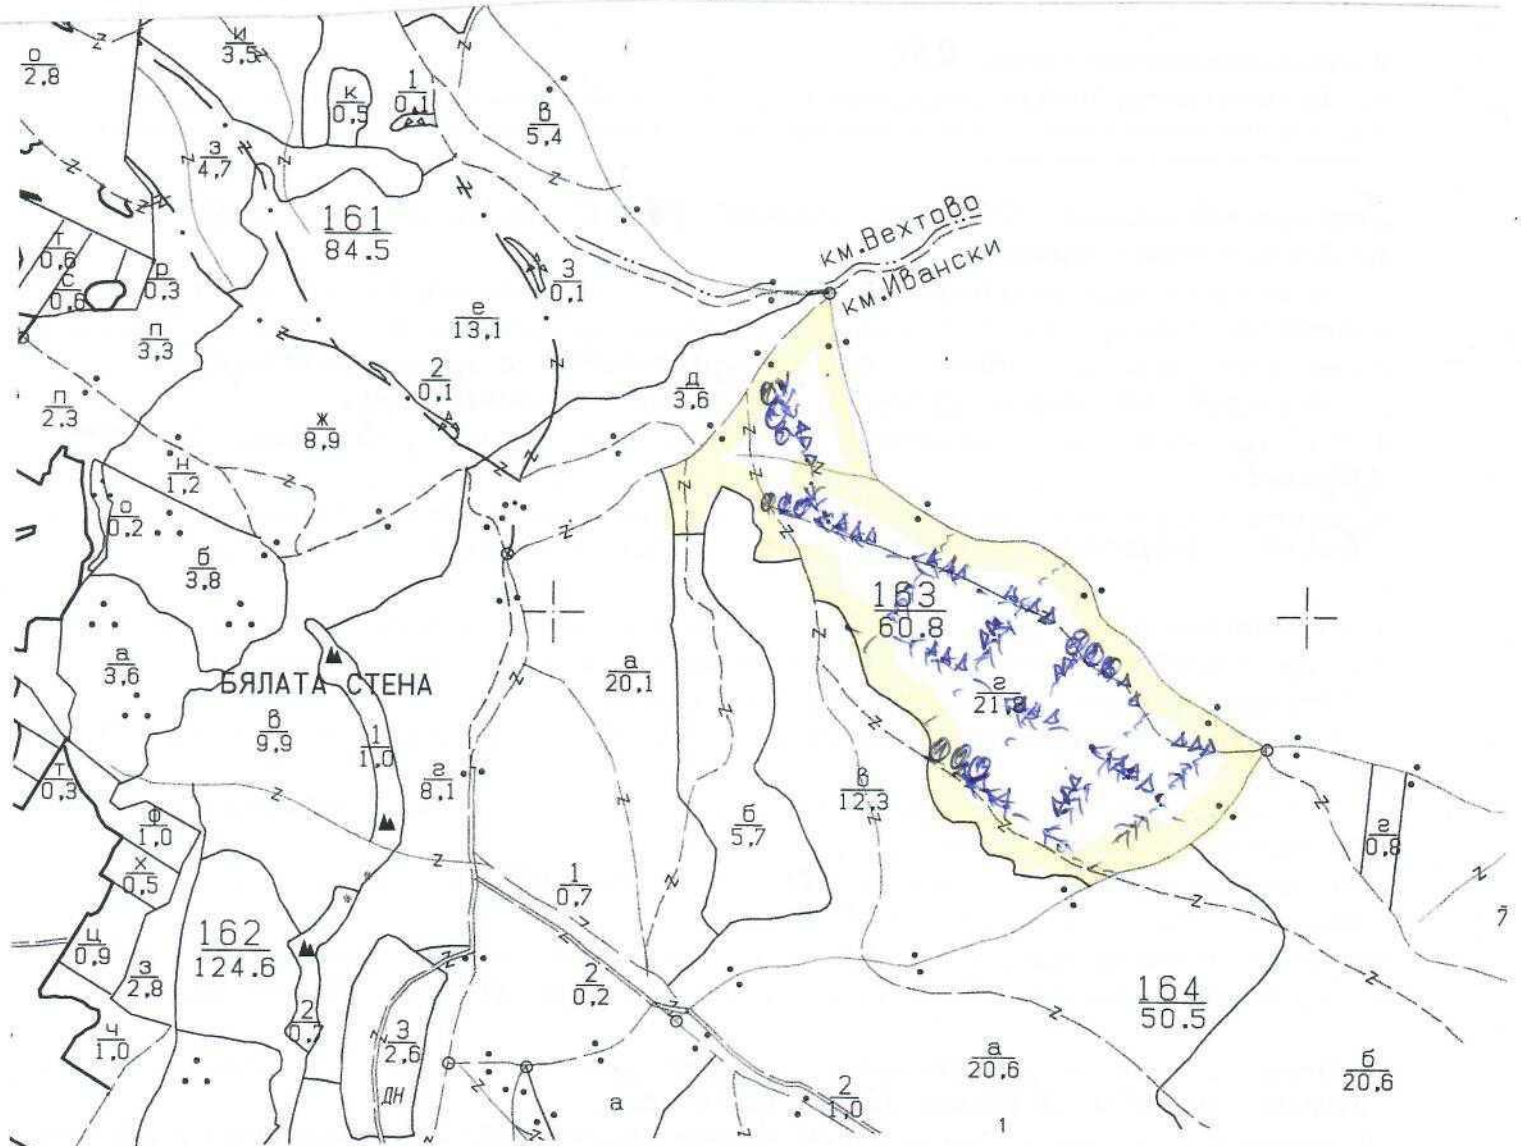 о
2,8
и
3,5
к
0,5
1
0,1
в
5,4
з
4,7
161
84.5
км.Вехтово
км.Ивански
т
0,6
с
0,6
р
0,3
3
0,1
е
13,1
п
3,3
2
0,1
д
3,6
п
2.3
ж
8,9
н
1,2
о
0,2
б
3,8
163
60.8
а
3,6
БЯЛАТА СТЕНА
а
20,1
г
21,8
в
9,9
1
1,0
г
8,1
т
0,3
в
12,3
б
5,7
ф
1,0
г
0,8
х
0,5
1
0,7
162
124.6
ц
0,9
з
2,8
2
0,2
164
50.5
2
0,7
3
2,6
ч
1,0
а
20,6
б
20,6
дн
а
2
1,0
1